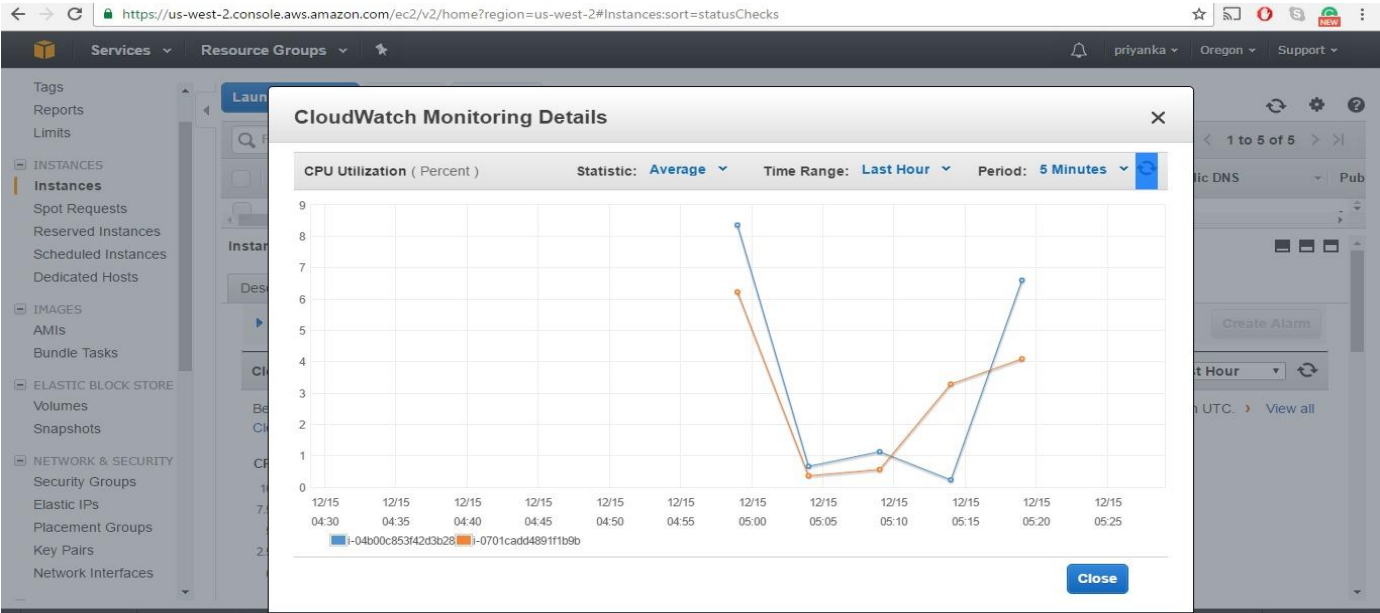 https://us-west-2.console.aws.amazon.com/ec2/v2/home?region=us-west-2#Instances:sort=statusChecks
NEW
Services
Resource Groups
priyanka
Oregon
Support
Tags
Reports
Limits
INSTANCES
Instances
Spot Requests
Reserved Instances
Scheduled Instances
Dedicated Hosts
IMAGES
AMIs
Bundle Tasks
ELASTIC BLOCK STORE
Volumes
Snapshots
NETWORK & SECURITY
Security Groups
Elastic IPs
Placement Groups
Key Pairs
Network Interfaces
Laun
1 to 5 of 5
lic DNS
Pub
Instan
Des
Create Alarm
t Hour
UTC. View all
CloudWatch Monitoring Details
CPU Utilization ( Percent )
Statistic: Average
Time Range: Last Hour
Period: 5 Minutes
9
8
7
6
5
4
3
2
1
0
12/15 12/15 12/15 12/15 12/15 12/15 12/15 12/15 12/15 12/15 12/15 12/15
04:30 04:35 04:40 04:45 04:50 04:55 05:00 05:05 05:10 05:15 05:20 05:25
i-04b00c853f42d3b28 i-0701cadd4891f1b9b
Close